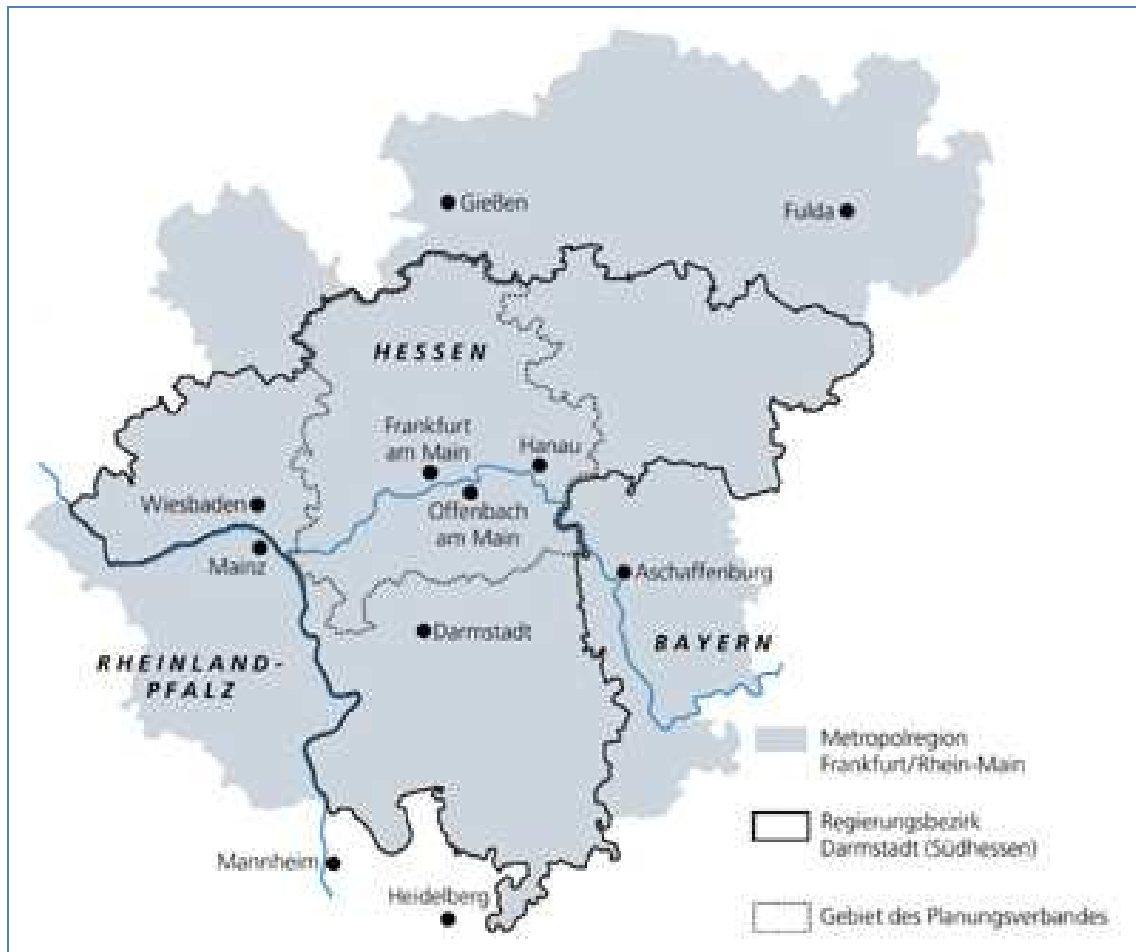 Gießen
Fulda
HESSEN
Frankfurt
am Main
Hanau
Wiesbaden
Offenbach
am Main
Mainz
Aschaffenburg
Darmstadt
BAYERN
RHEINLAND-
PFALZ
Metropolregion
Frankfurt/Rhein-Main
Regierungsbezirk
Darmstadt (Südhessen)
Mannheim
Heidelberg
Gebiet des Planungsverbandes